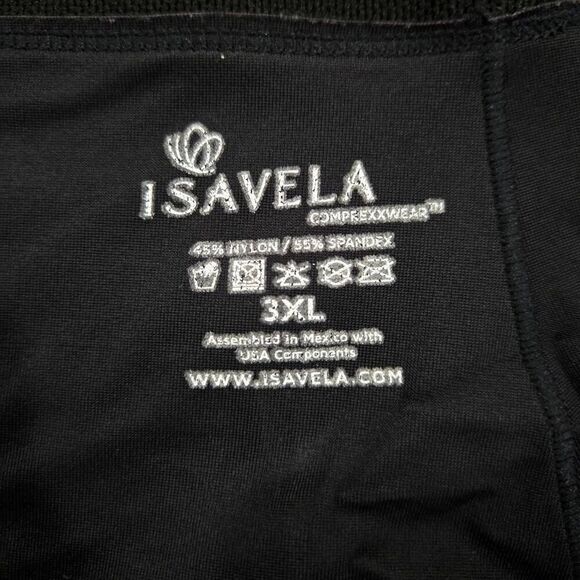 ISAVELA
COMPREXXWEAR™
45% NYLON / 55% SPANDEX
3XL
Assembled in Mexico with
USA Components
WWW.ISAVELA.COM